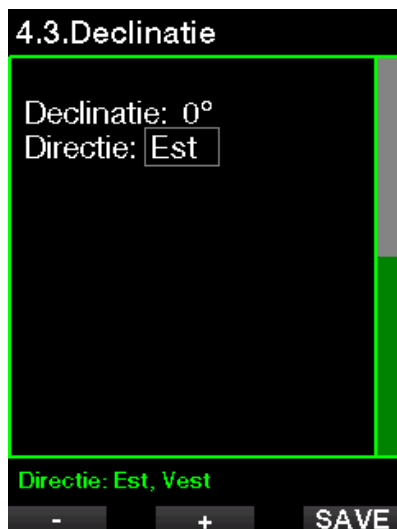 4.3.Declinatie
Declinatie: 0°
Directie: Est
Directie: Est, Vest
- + SAVE